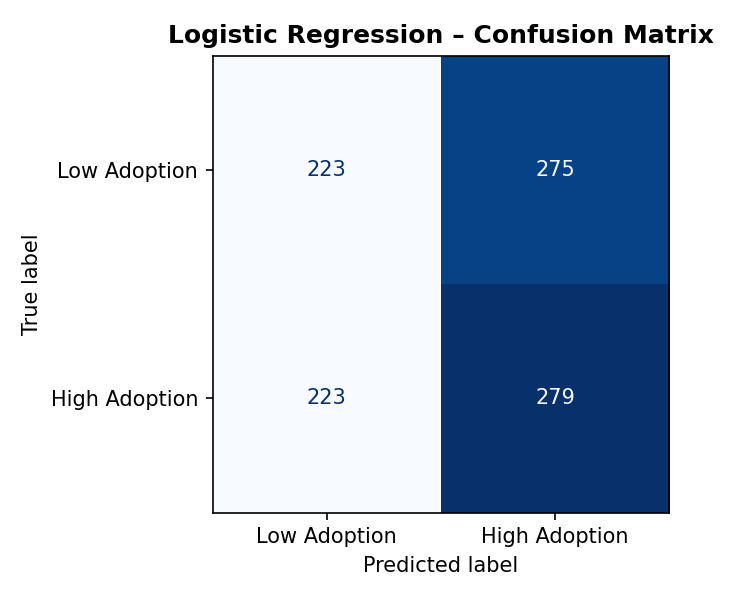 Logistic Regression – Confusion Matrix
True label
Low Adoption
223
275
High Adoption
223
279
Low Adoption
High Adoption
Predicted label